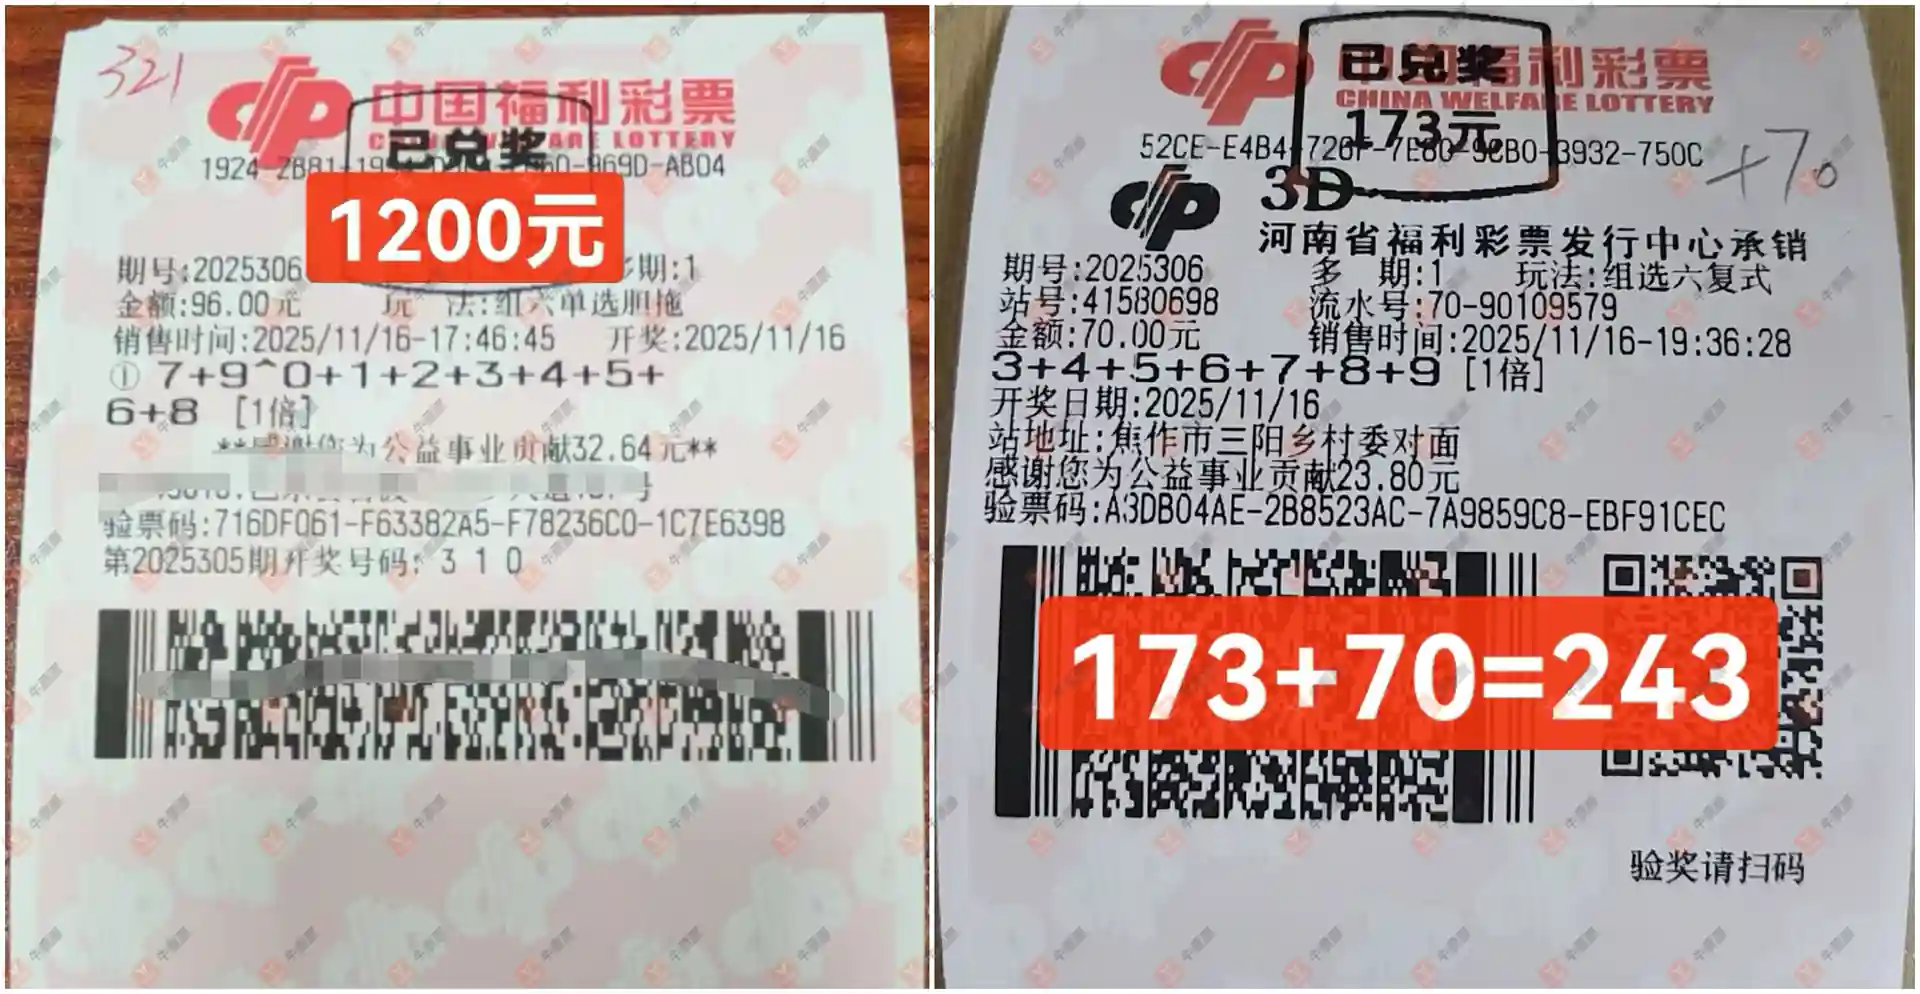 321
中国福利彩票
CHINA WELFARE LOTTERY
已兑奖
1200元
期号:2025306
期:1
金额:96.00元 玩 法:组六单选胆拖
销售时间:2025/11/16-17:46:45 开奖:2025/11/16
① 7+9^0+1+2+3+4+5+
6+8 [1倍]
**感谢您为公益事业贡献32.64元**
验票码:716DF061-F63382A5-F78236C0-1C7E6398
第2025305期开奖号码: 3 1 0
中国福利彩票
CHINA WELFARE LOTTERY
已兑奖
173元
+70
3D
河南省福利彩票发行中心承销
期号:2025306 多 期:1 玩法:组选六复式
站号:41580698 流水号:70-90109579
金额:70.00元 销售时间:2025/11/16-19:36:28
3+4+5+6+7+8+9 [1倍]
开奖日期:2025/11/16
站地址:焦作市三阳乡村委对面
感谢您为公益事业贡献23.80元
验票码:A3DB04AE-2B8523AC-7A9859C8-EBF91CEC
173+70=243
验奖请扫码